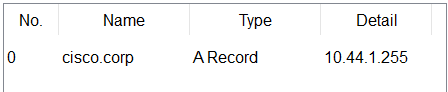 No. Name Type Detail
0 cisco.corp A Record 10.44.1.255